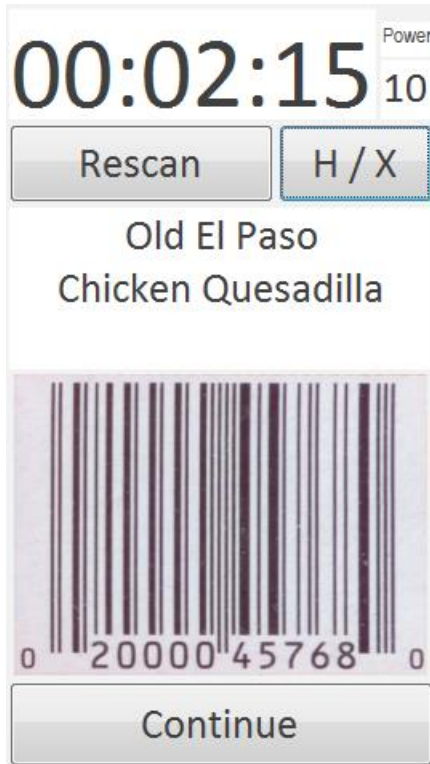 00:02:15 Power
10
Rescan H / X
Old El Paso
Chicken Quesadilla
0 20000 45768 0
Continue